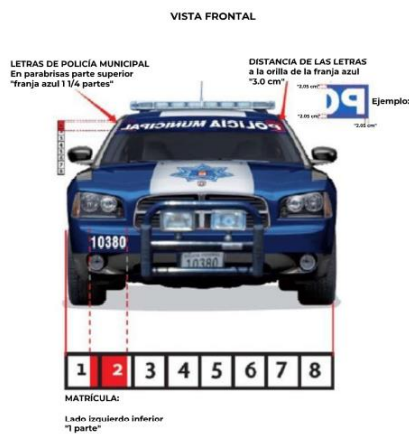 VISTA FRONTAL
LETRAS DE POLICÍA MUNICIPAL
En parabrisas parte superior
"franja azul 1 1/4 partes"
DISTANCIA DE LAS LETRAS
a la orilla de la franja azul
"3.0 cm"
Ejemplo:
PO
POLICIA MUNICIPAL
10380
10380
1 2 3 4 5 6 7 8
MATRÍCULA:
Lado izquierdo inferior
"1 parte"